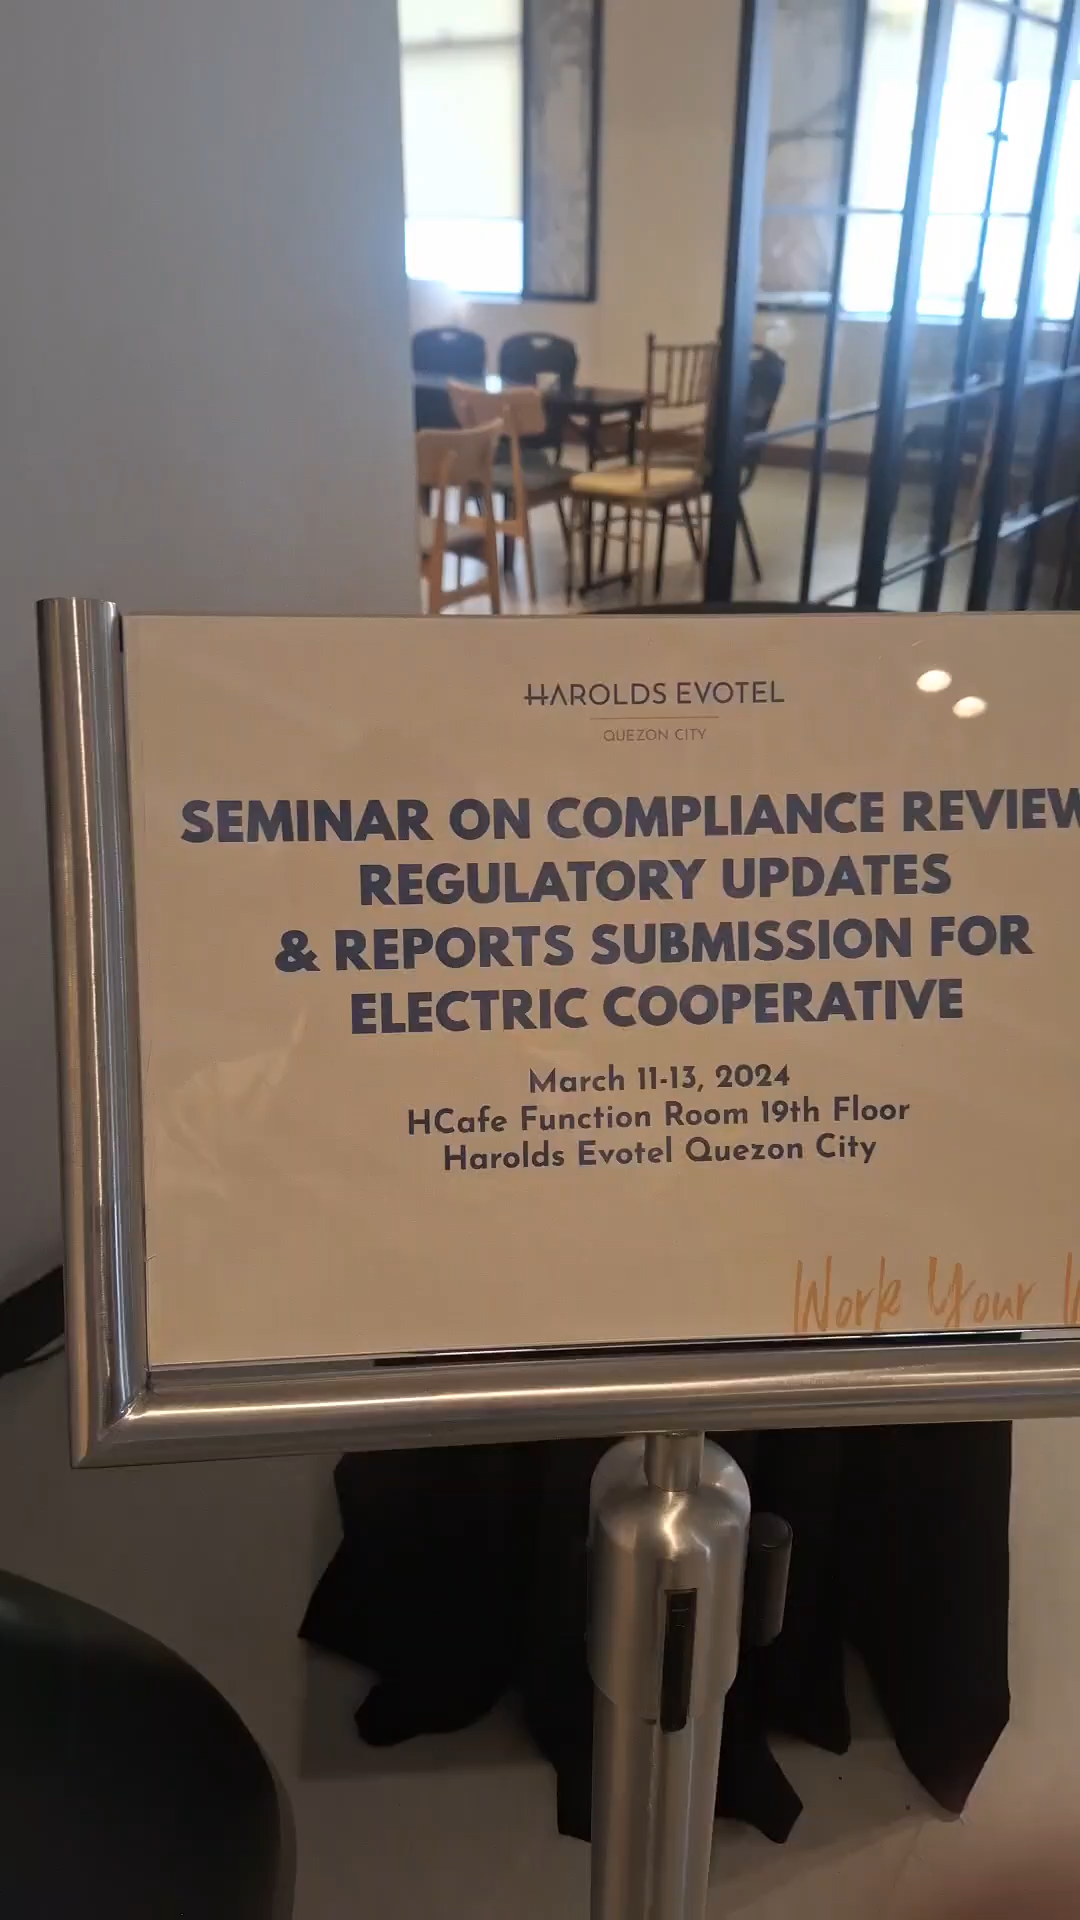 HAROLDS EVOTEL
QUEZON CITY
SEMINAR ON COMPLIANCE REVIEW
REGULATORY UPDATES
& REPORTS SUBMISSION FOR
ELECTRIC COOPERATIVE
March 11-13, 2024
HCafe Function Room 19th Floor
Harolds Evotel Quezon City
Work Your